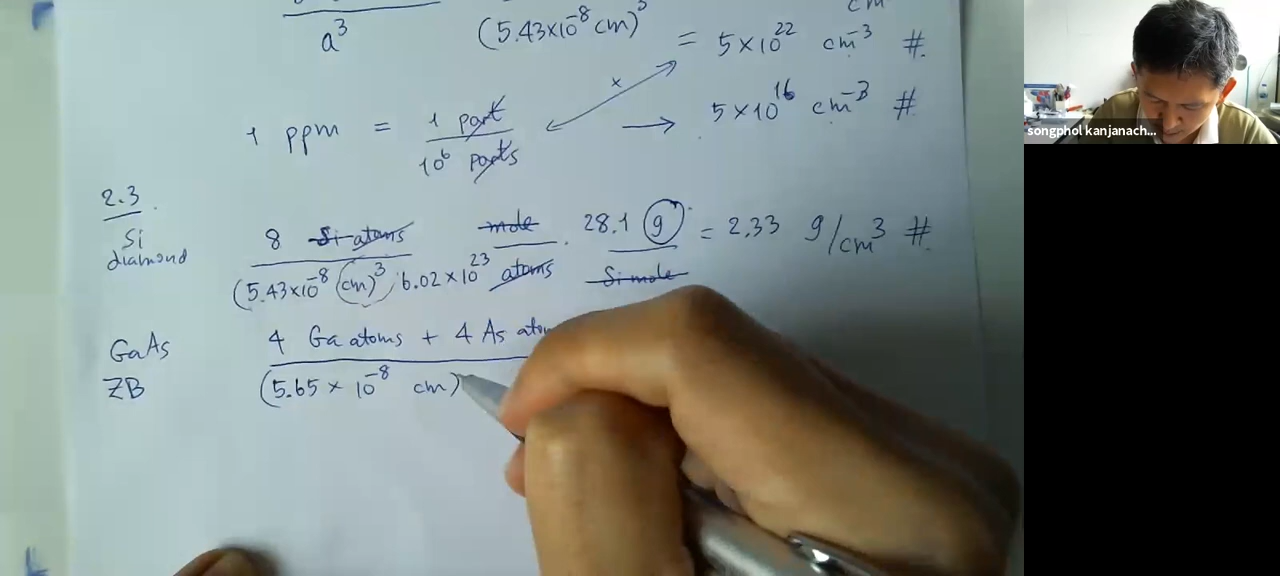 cm
a³ (5.43×10⁻⁸ cm)³ = 5×10²² cm⁻³ #
1 ppm = 1 part / 10⁶ parts × → 5×10¹⁶ cm⁻³ #
songphol kanjanach...
2.3
Si
diamond
8 Si atoms mole . 28.1 g = 2.33 g/cm³ #
(5.43×10⁻⁸ cm)³ . 6.02×10²³ atoms Si mole
GaAs
ZB
4 Ga atoms + 4 As atom
(5.65 × 10⁻⁸ cm)